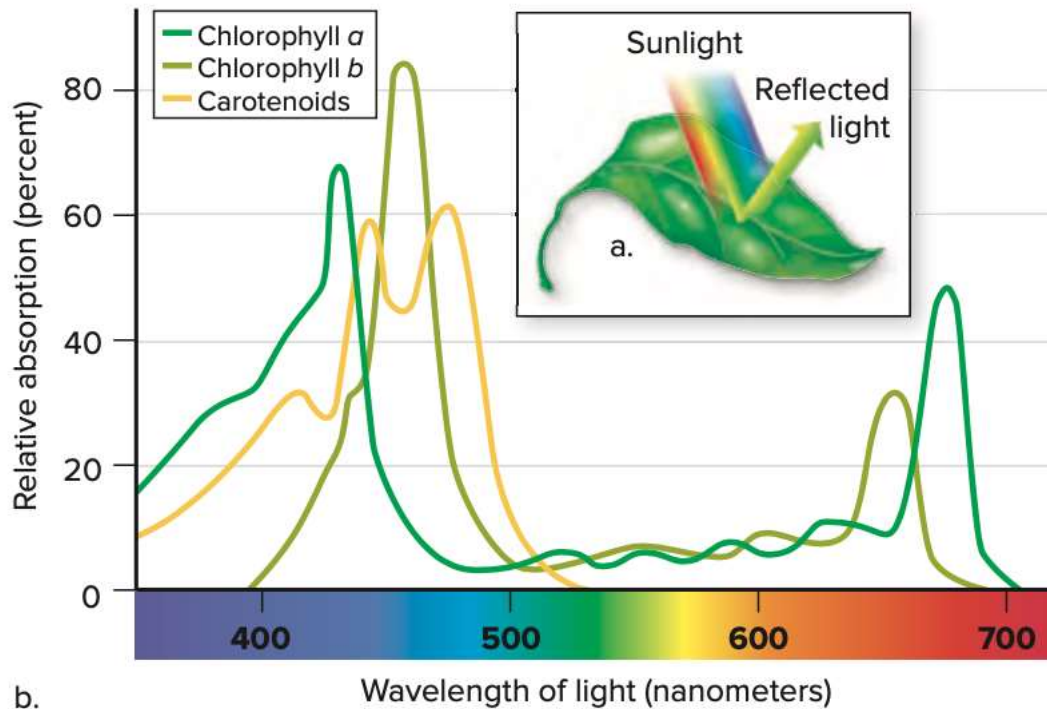 Chlorophyll a
Chlorophyll b
Carotenoids
Sunlight
Reflected
light
a.
Relative absorption (percent)
80
60
40
20
0
400 500 600 700
Wavelength of light (nanometers)
b.